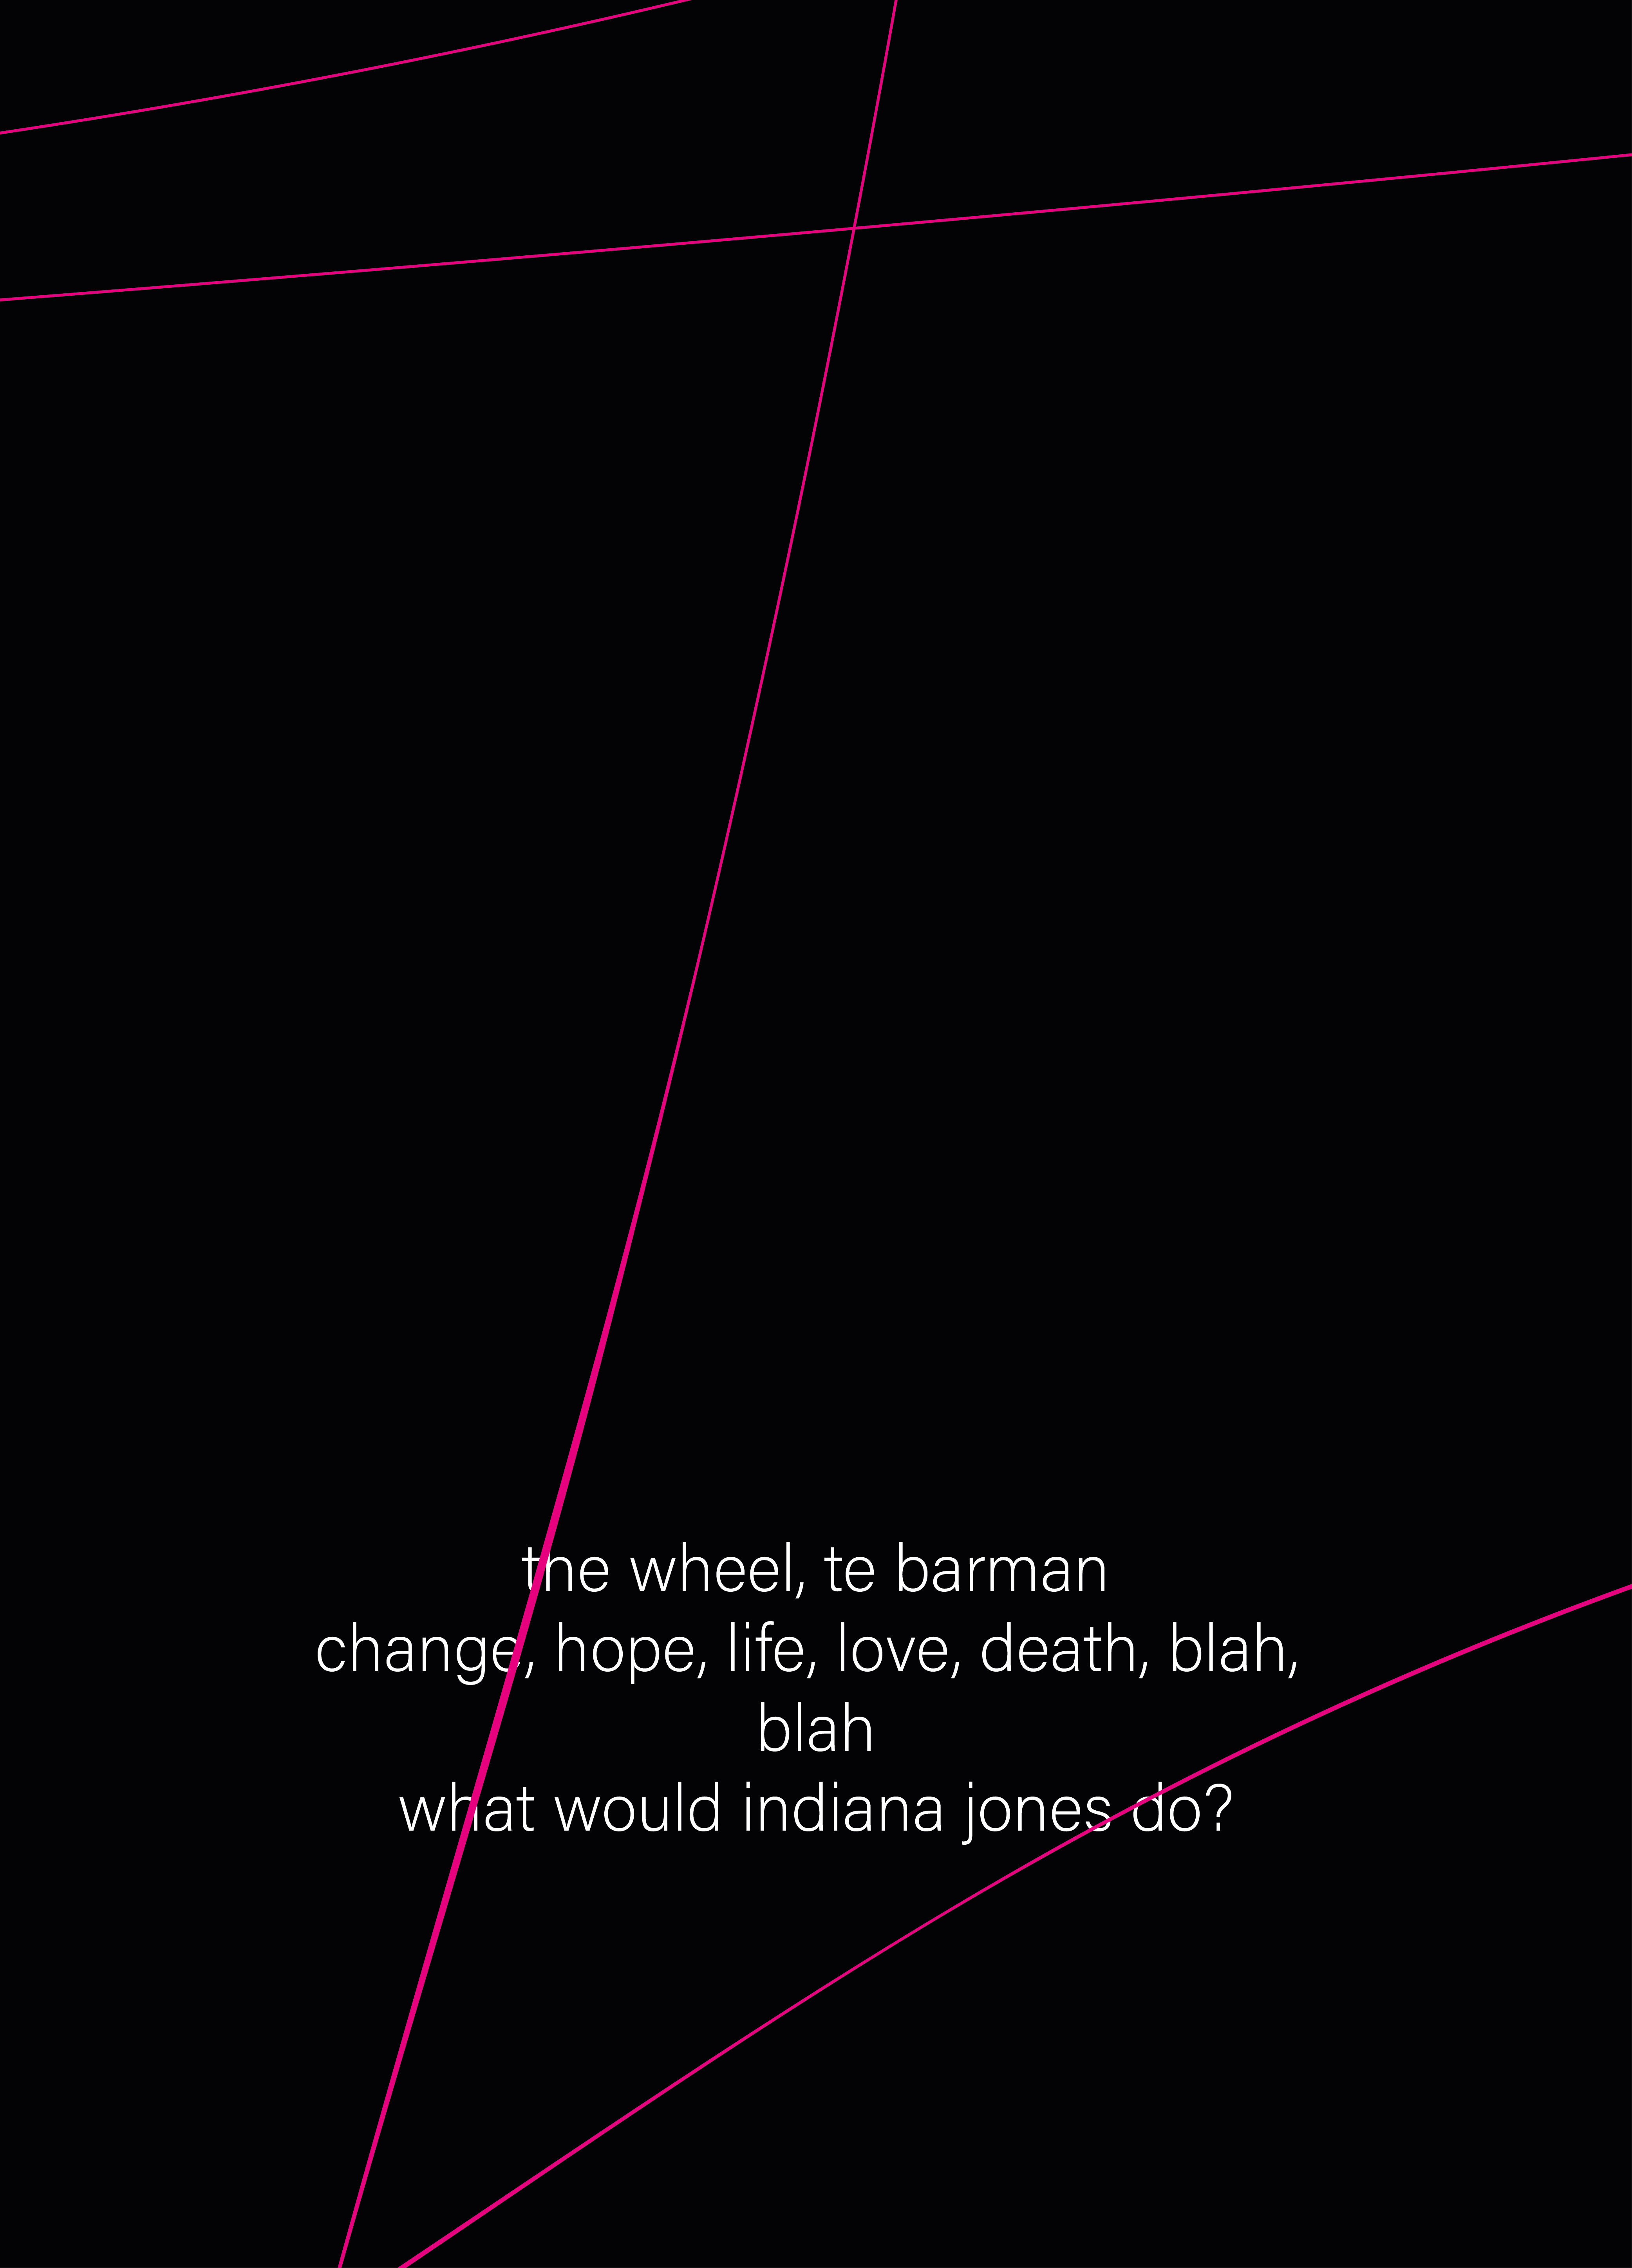 the wheel, te barman
change, hope, life, love, death, blah,
blah
what would indiana jones do?